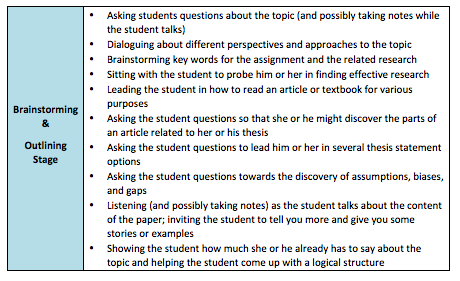 Brainstorming
&
Outlining
Stage
• Asking students questions about the topic (and possibly taking notes while
the student talks)
• Dialoguing about different perspectives and approaches to the topic
• Brainstorming key words for the assignment and the related research
• Sitting with the student to probe him or her in finding effective research
• Leading the student in how to read an article or textbook for various
purposes
• Asking the student questions so that she or he might discover the parts of
an article related to her or his thesis
• Asking the student questions to lead him or her in several thesis statement
options
• Asking the student questions towards the discovery of assumptions, biases,
and gaps
• Listening (and possibly taking notes) as the student talks about the content
of the paper; inviting the student to tell you more and give you some
stories or examples
• Showing the student how much she or he already has to say about the
topic and helping the student come up with a logical structure